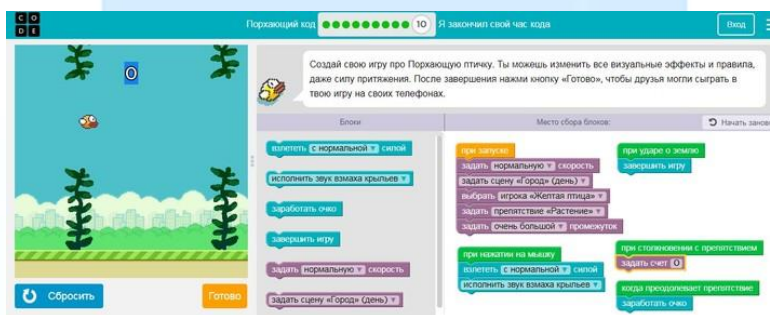 C O
D E
Порхающий код
10
Я закончил свой час кода
Вход
0
Создай свою игру про Порхающую птичку. Ты можешь изменить все визуальные эффекты и правила,
даже силу притяжения. После завершения нажми кнопку «Готово», чтобы друзья могли сыграть в
твою игру на своих телефонах.
Блоки
Место сбора блоков:
Начать занов
взлететь с нормальной силой
исполнить звук взмаха крыльев
заработать очко
завершить игру
задать нормальную скорость
задать сцену «Город» (день)
при запуске
задать нормальную скорость
задать сцену «Город» (день)
выбрать игрока «Желтая птица»
задать препятствие «Растение»
задать очень большой промежуток
при нажатии на мышку
взлететь с нормальной силой
исполнить звук взмаха крыльев
при ударе о землю
завершить игру
при столкновении с препятствием
задать счет 0
когда преодолевает препятствие
заработать очко
Сбросить
Готово